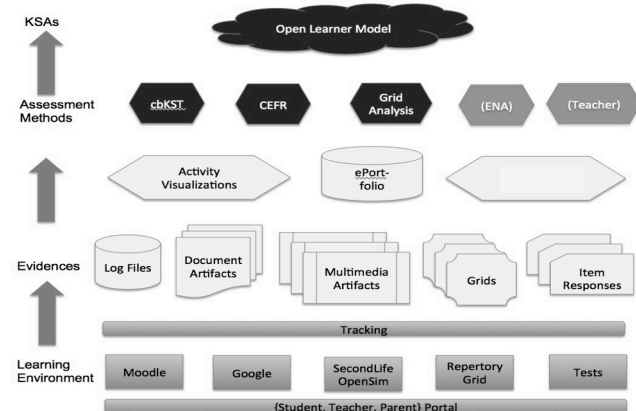 KSAs
Open Learner Model
Assessment
Methods
cbKST
CEFR
Grid
Analysis
(ENA)
(Teacher)
Activity
Visualizations
ePort-
folio
Evidences
Log Files
Document
Artifacts
Multimedia
Artifacts
Grids
Item
Responses
Tracking
Learning
Environment
Moodle
Google
SecondLife
OpenSim
Repertory
Grid
Tests
{Student, Teacher, Parent} Portal